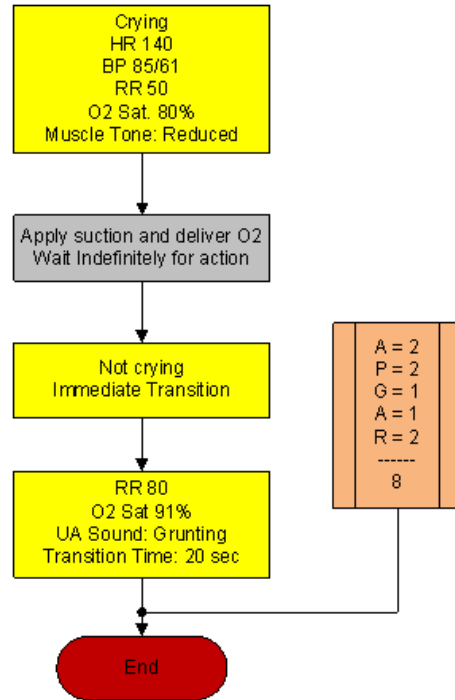 Crying
HR 140
BP 85/61
RR 50
O2 Sat. 80%
Muscle Tone: Reduced
Apply suction and deliver O2
Wait Indefinitely for action
Not crying
Immediate Transition
A = 2
P = 2
G = 1
A = 1
R = 2
------
8
RR 80
O2 Sat 91%
UA Sound: Grunting
Transition Time: 20 sec
End